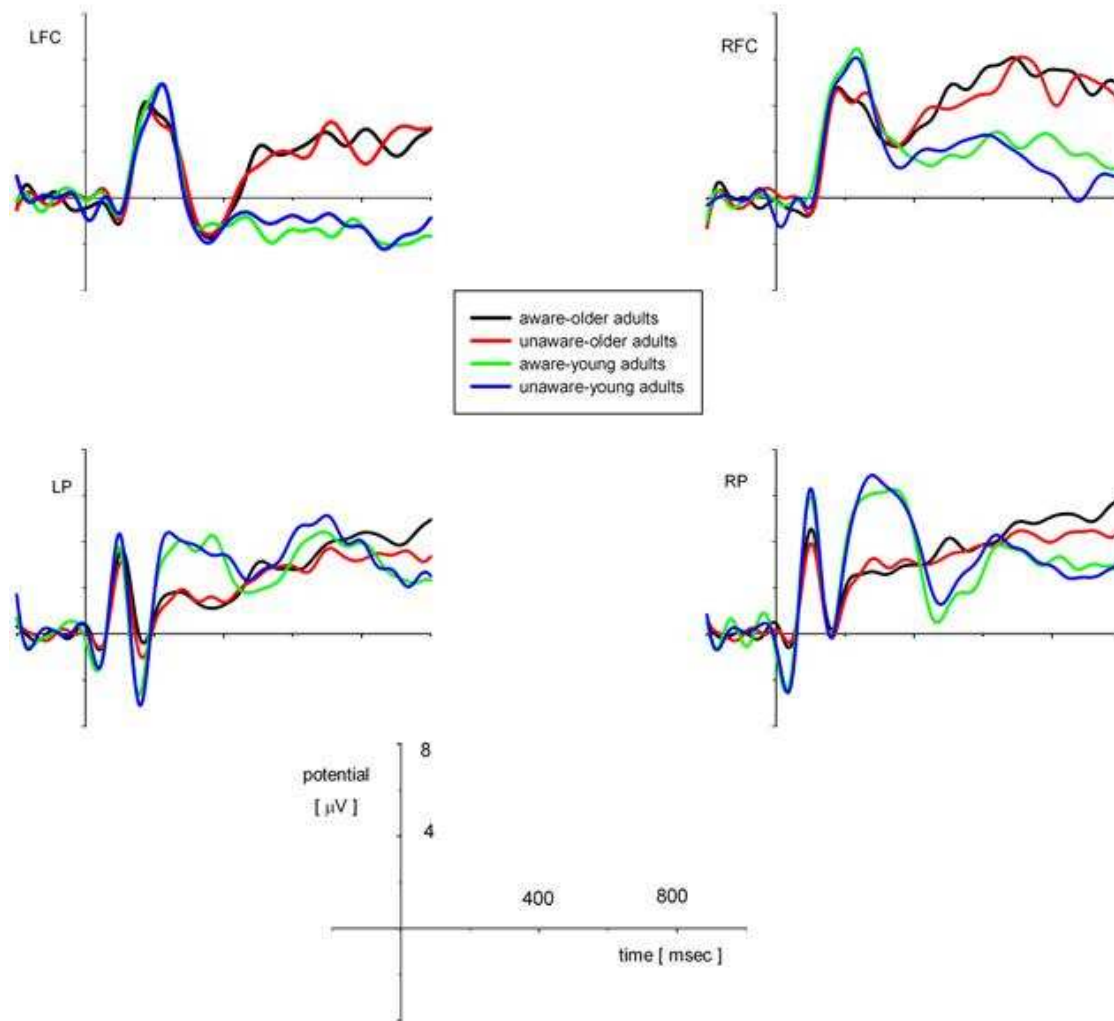 LFC
RFC
aware-older adults
unaware-older adults
aware-young adults
unaware-young adults
LP
RP
8
potential
[ μV ]
4
400 800
time [ msec ]